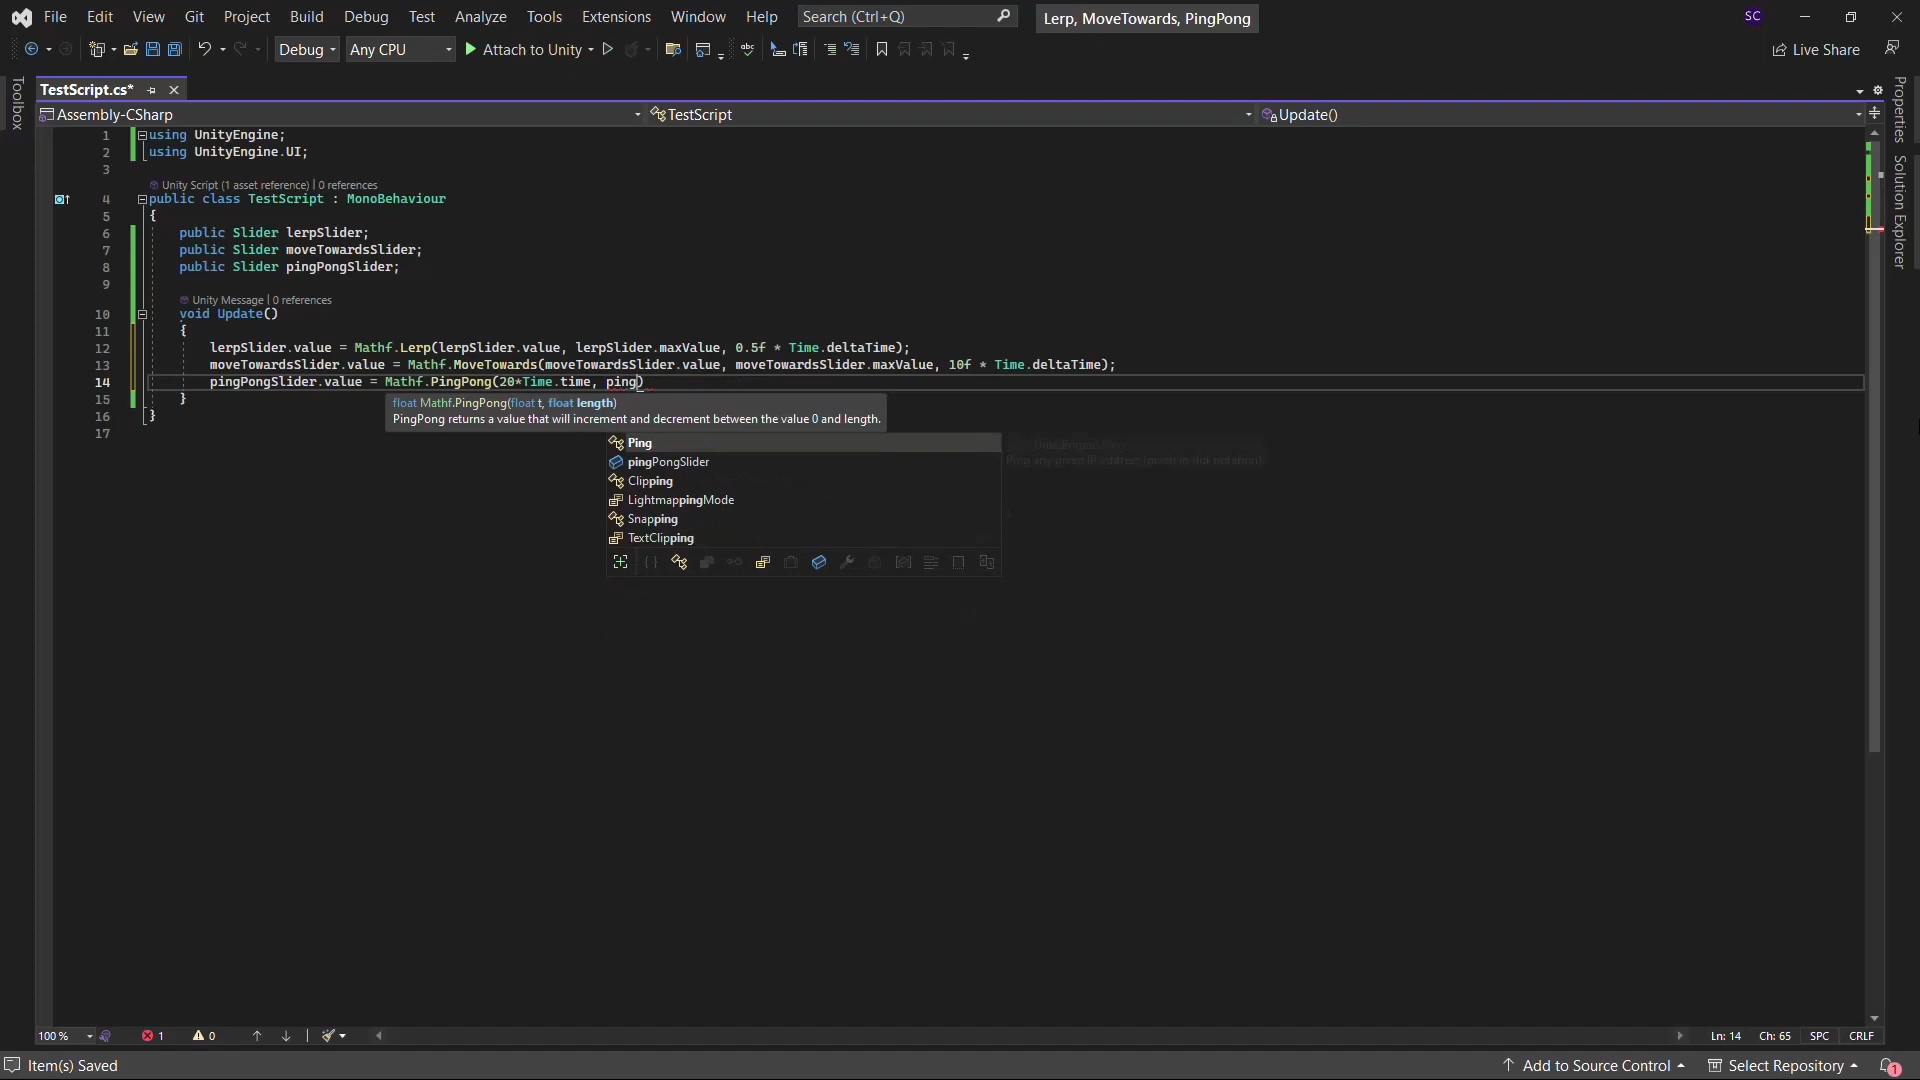 File Edit View Git Project Build Debug Test Analyze Tools Extensions Window Help Search (Ctrl+Q) Lerp, MoveTowards, PingPong SC
Debug Any CPU Attach to Unity Live Share
TestScript.cs*
Toolbox
Assembly-CSharp TestScript Update()
Properties
Solution Explorer
1 using UnityEngine;
2 using UnityEngine.UI;
3
Unity Script (1 asset reference) | 0 references
4 public class TestScript : MonoBehaviour
5 {
6 public Slider lerpSlider;
7 public Slider moveTowardsSlider;
8 public Slider pingPongSlider;
9
Unity Message | 0 references
10 void Update()
11 {
12 lerpSlider.value = Mathf.Lerp(lerpSlider.value, lerpSlider.maxValue, 0.5f * Time.deltaTime);
13 moveTowardsSlider.value = Mathf.MoveTowards(moveTowardsSlider.value, moveTowardsSlider.maxValue, 10f * Time.deltaTime);
14 pingPongSlider.value = Mathf.PingPong(20*Time.time, ping)
15 }
float Mathf.PingPong(float t, float length)
16 }
PingPong returns a value that will increment and decrement between the value 0 and length.
17
Ping
pingPongSlider
Clipping
LightmappingMode
Snapping
TextClipping
100 % 1 0 Ln: 14 Ch: 65 SPC CRLF
Item(s) Saved Add to Source Control Select Repository 1